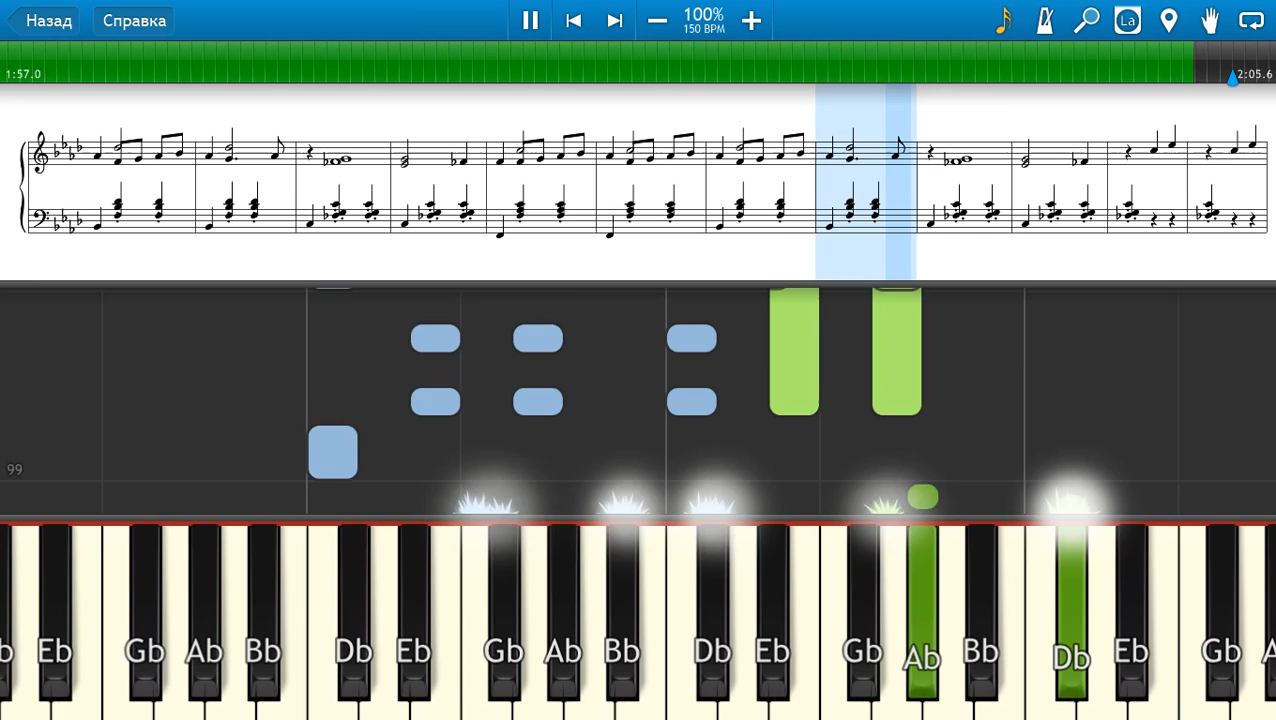 Назад Справка 100% La
150 BPM
1:57.0 2:05.6
99
b Eb Gb Ab Bb Db Eb Gb Ab Bb Db Eb Gb Ab Bb Db Eb Gb A